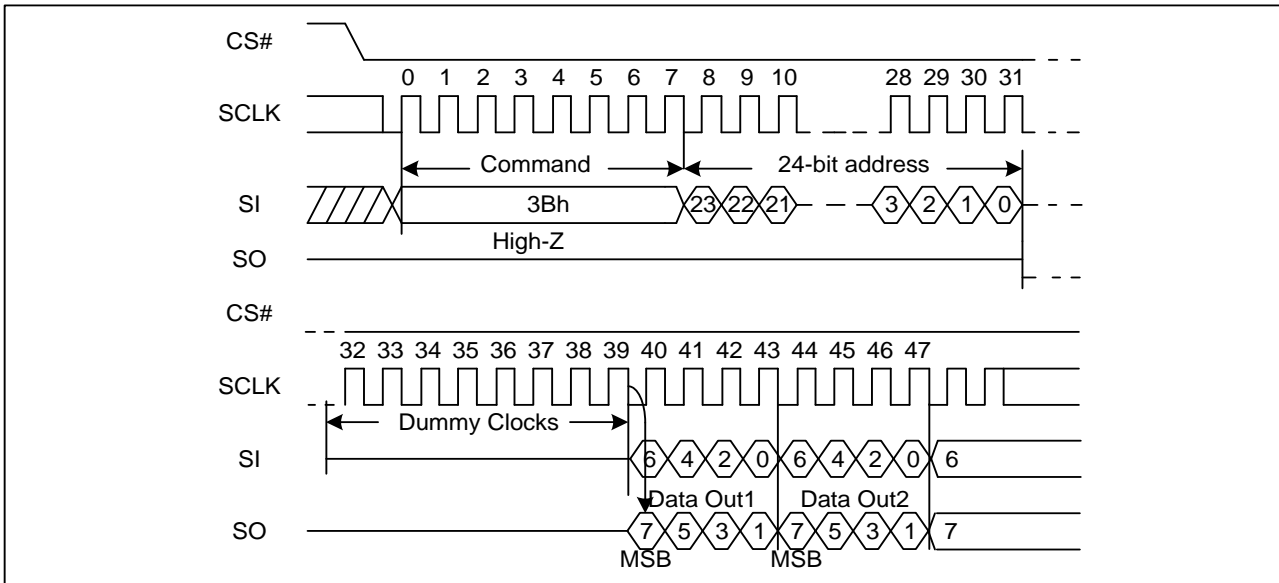 CS#
0 1 2 3 4 5 6 7 8 9 10 28 29 30 31
SCLK
Command 24-bit address
SI 3Bh 23 22 21 3 2 1 0
High-Z
SO
CS#
32 33 34 35 36 37 38 39 40 41 42 43 44 45 46 47
SCLK
Dummy Clocks
SI 6 4 2 0 6 4 2 0 6
Data Out1 Data Out2
SO 7 5 3 1 7 5 3 1 7
MSB MSB